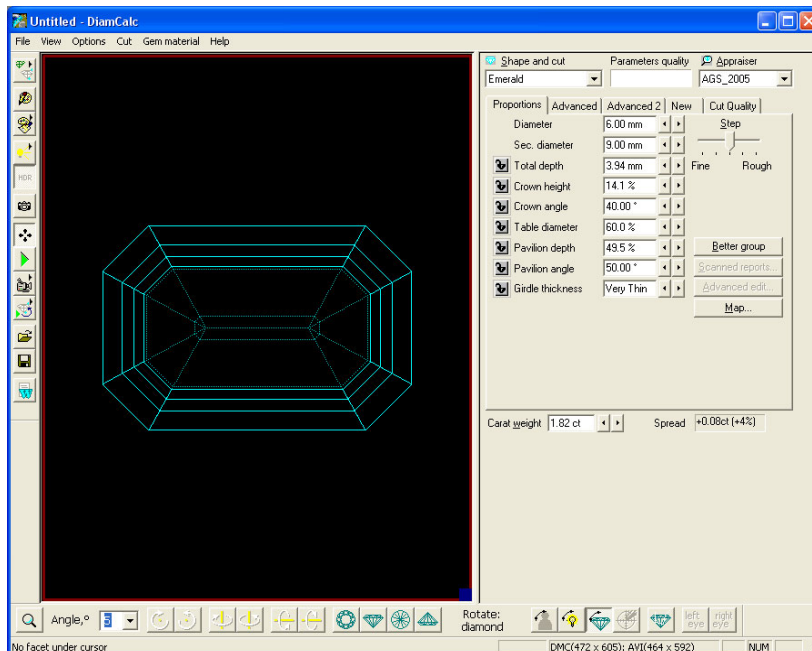 Untitled - DiamCalc
File View Options Cut Gem material Help
HDR
Shape and cut Parameters quality Appraiser
Emerald AGS_2005
Proportions Advanced Advanced 2 New Cut Quality
Diameter 6.00 mm Step
Sec. diameter 9.00 mm
Total depth 3.94 mm Fine Rough
Crown height 14.1 %
Crown angle 40.00 °
Table diameter 60.0 %
Pavilion depth 49.5 % Better group
Pavilion angle 50.00 ° Scanned reports...
Girdle thickness Very Thin Advanced edit...
Map...
Carat weight 1.82 ct Spread +0.08ct (+4%)
Angle,° 5 Rotate: diamond left eye right eye
No facet under cursor DMC(472 x 605); AVI(464 x 592) NUM